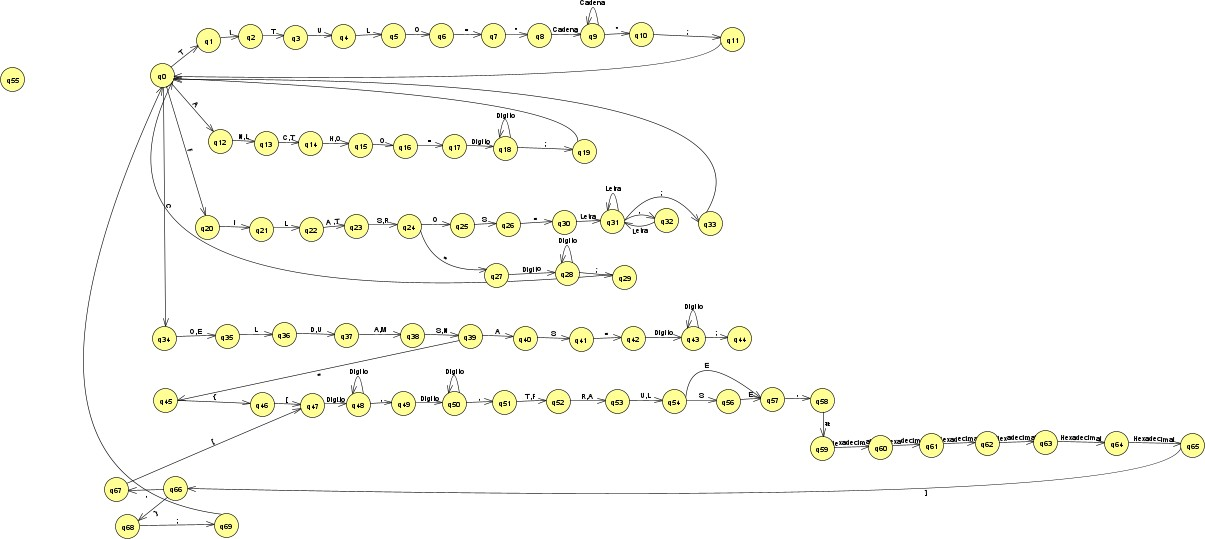 Cadena
q1 I q2 T q3 U q4 L q5 O q6 = q7 " q8 Cadena q9 " q10 ; q11
T
q0
q55
A
Digito
q12 N,L q13 C,T q14 H,O q15 O q16 = q17 Digito q18 ; q19
F
Letra
;
q20 I q21 L q22 A,T q23 S,R q24 O q25 S q26 = q30 Letra q31 , q32 q33
Letra
Digito
= q27 Digito q28 ; q29
C
Digito
q34 O,E q35 L q36 D,U q37 A,M q38 S,N q39 A q40 S q41 = q42 Digito q43 ; q44
=
E
Digito Digito
q45 { q46 [ q47 Digito q48 , q49 Digito q50 , q51 T,F q52 R,A q53 U,L q54 S q56 E q57 , q58
#
[
q59 Hexadecimal q60 Hexadecimal q61 Hexadecimal q62 Hexadecimal q63 Hexadecimal q64 Hexadecimal q65
q67 , q66 ]
}
q68 ; q69